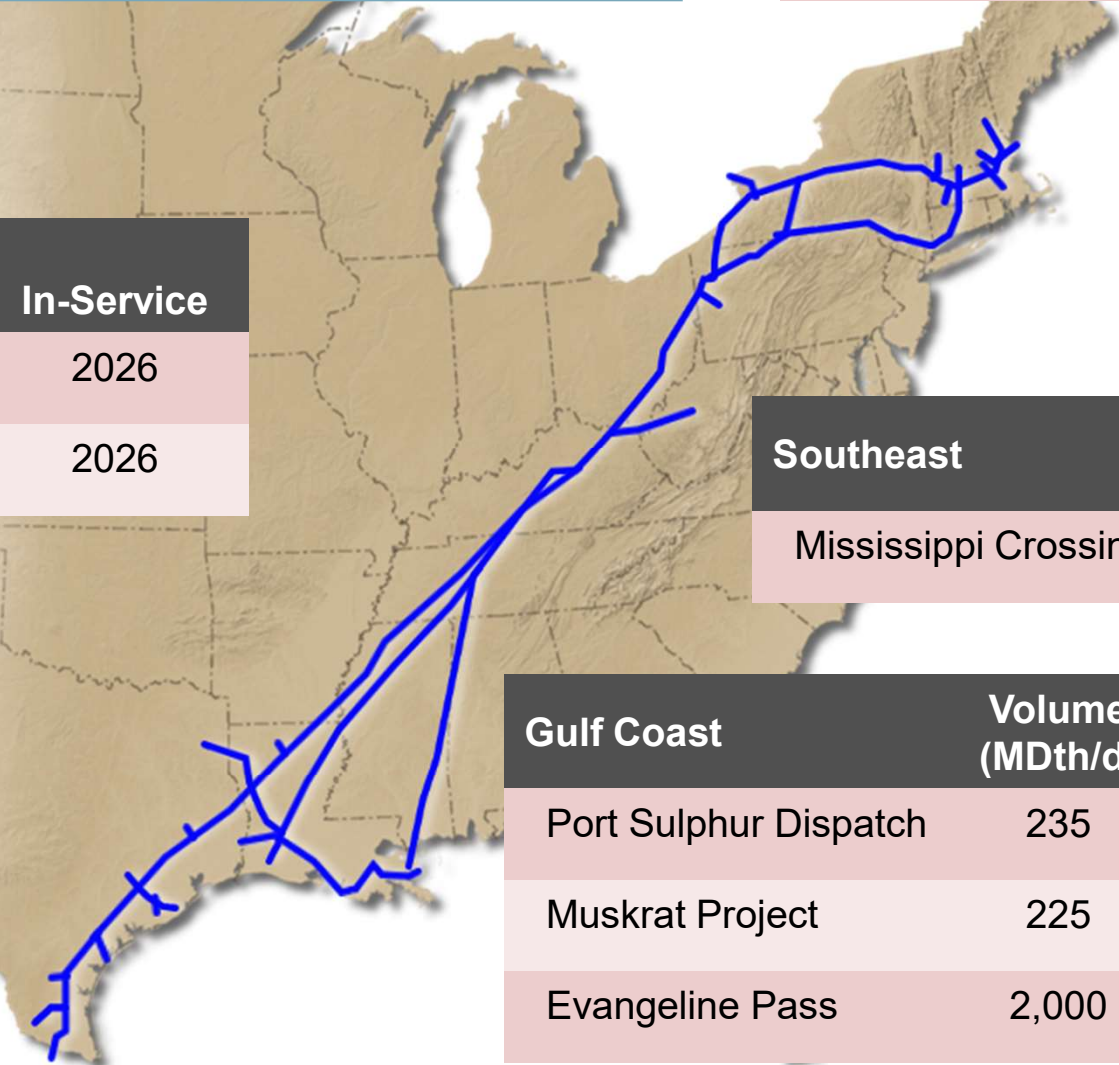 In-Service
2026
2026
Southeast
Mississippi Crossin
Gulf Coast
Volume
(MDth/d
Port Sulphur Dispatch 235
Muskrat Project 225
Evangeline Pass 2,000